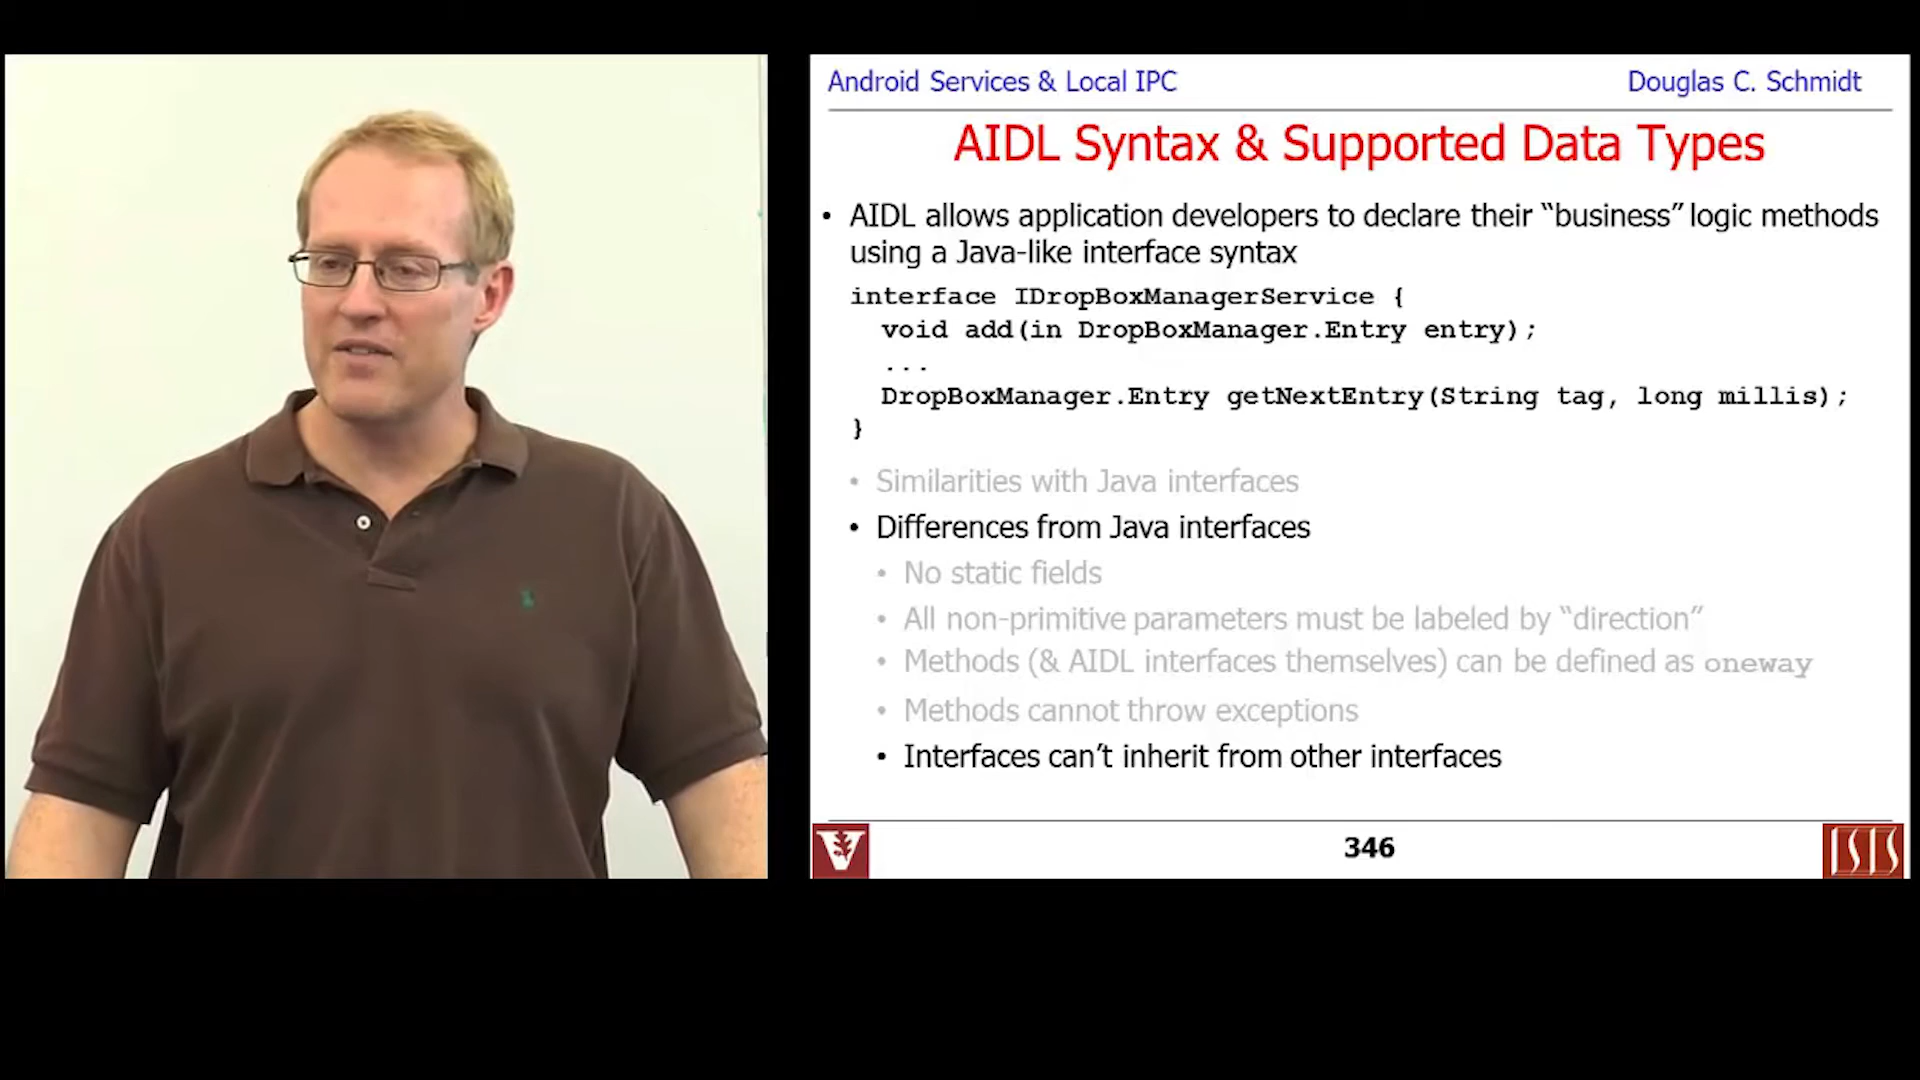 Android Services & Local IPC
Douglas C. Schmidt
AIDL Syntax & Supported Data Types
• AIDL allows application developers to declare their “business” logic methods
using a Java-like interface syntax
interface IDropBoxManagerService {
void add(in DropBoxManager.Entry entry);
...
DropBoxManager.Entry getNextEntry(String tag, long millis);
}
• Similarities with Java interfaces
• Differences from Java interfaces
• No static fields
• All non-primitive parameters must be labeled by “direction”
• Methods (& AIDL interfaces themselves) can be defined as oneway
• Methods cannot throw exceptions
• Interfaces can’t inherit from other interfaces
V
346
ISIS